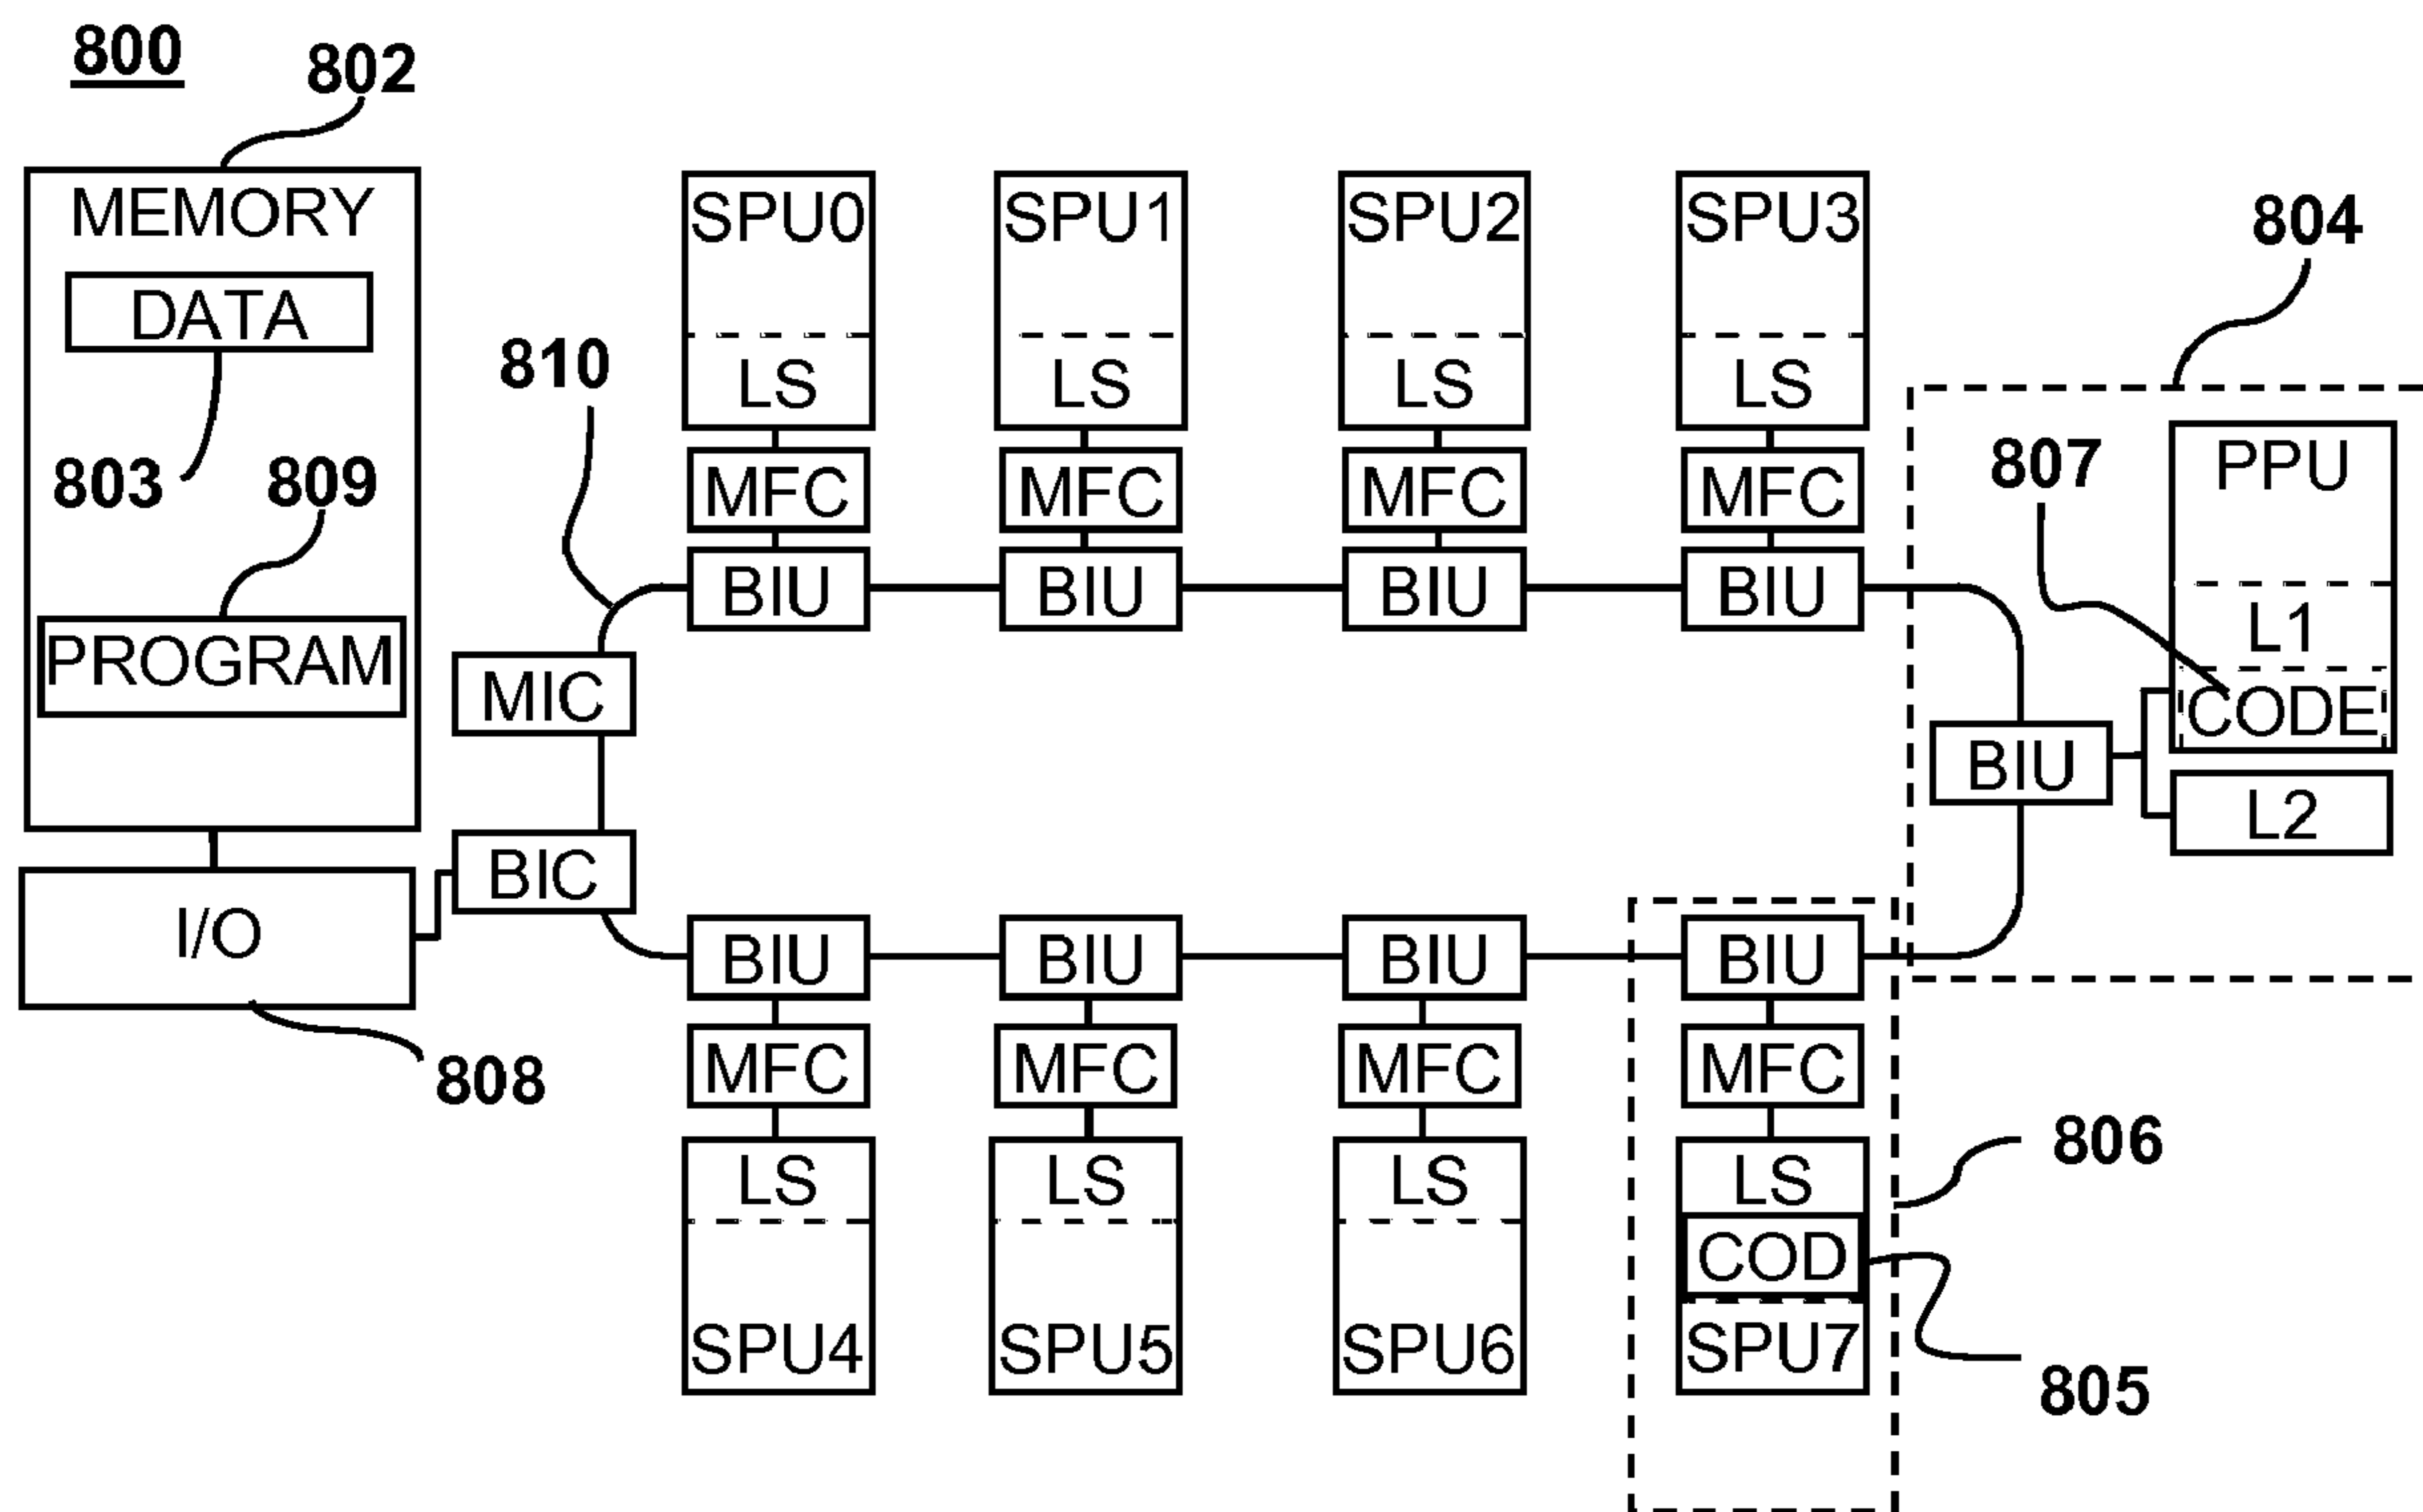 800
802
MEMORY
DATA
803
809
PROGRAM
I/O
808
810
MIC
BIC
SPU0
LS
MFC
BIU
SPU1
LS
MFC
BIU
SPU2
LS
MFC
BIU
SPU3
LS
MFC
BIU
804
807
PPU
L1
CODE
BIU
L2
BIU
MFC
LS
SPU4
BIU
MFC
LS
SPU5
BIU
MFC
LS
SPU6
BIU
MFC
LS
COD
SPU7
806
805